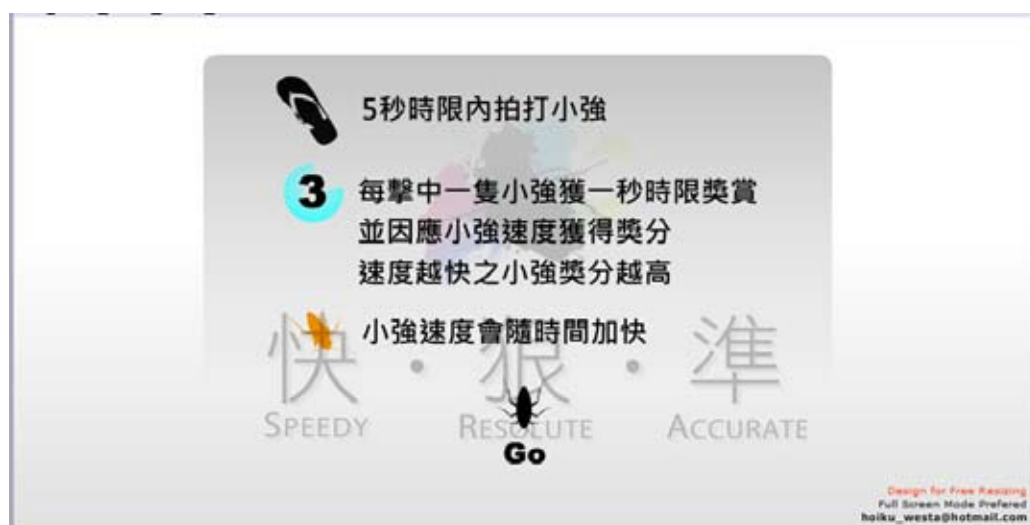 5秒時限內拍打小強
3
每擊中一隻小強獲一秒時限獎賞
並因應小強速度獲得獎分
速度越快之小強獎分越高
小強速度會隨時間加快
快・狠・準
SPEEDY RESOLUTE ACCURATE
Go
Design for Free Resizing
Full Screen Mode Prefered
hoiku_westa@hotmail.com